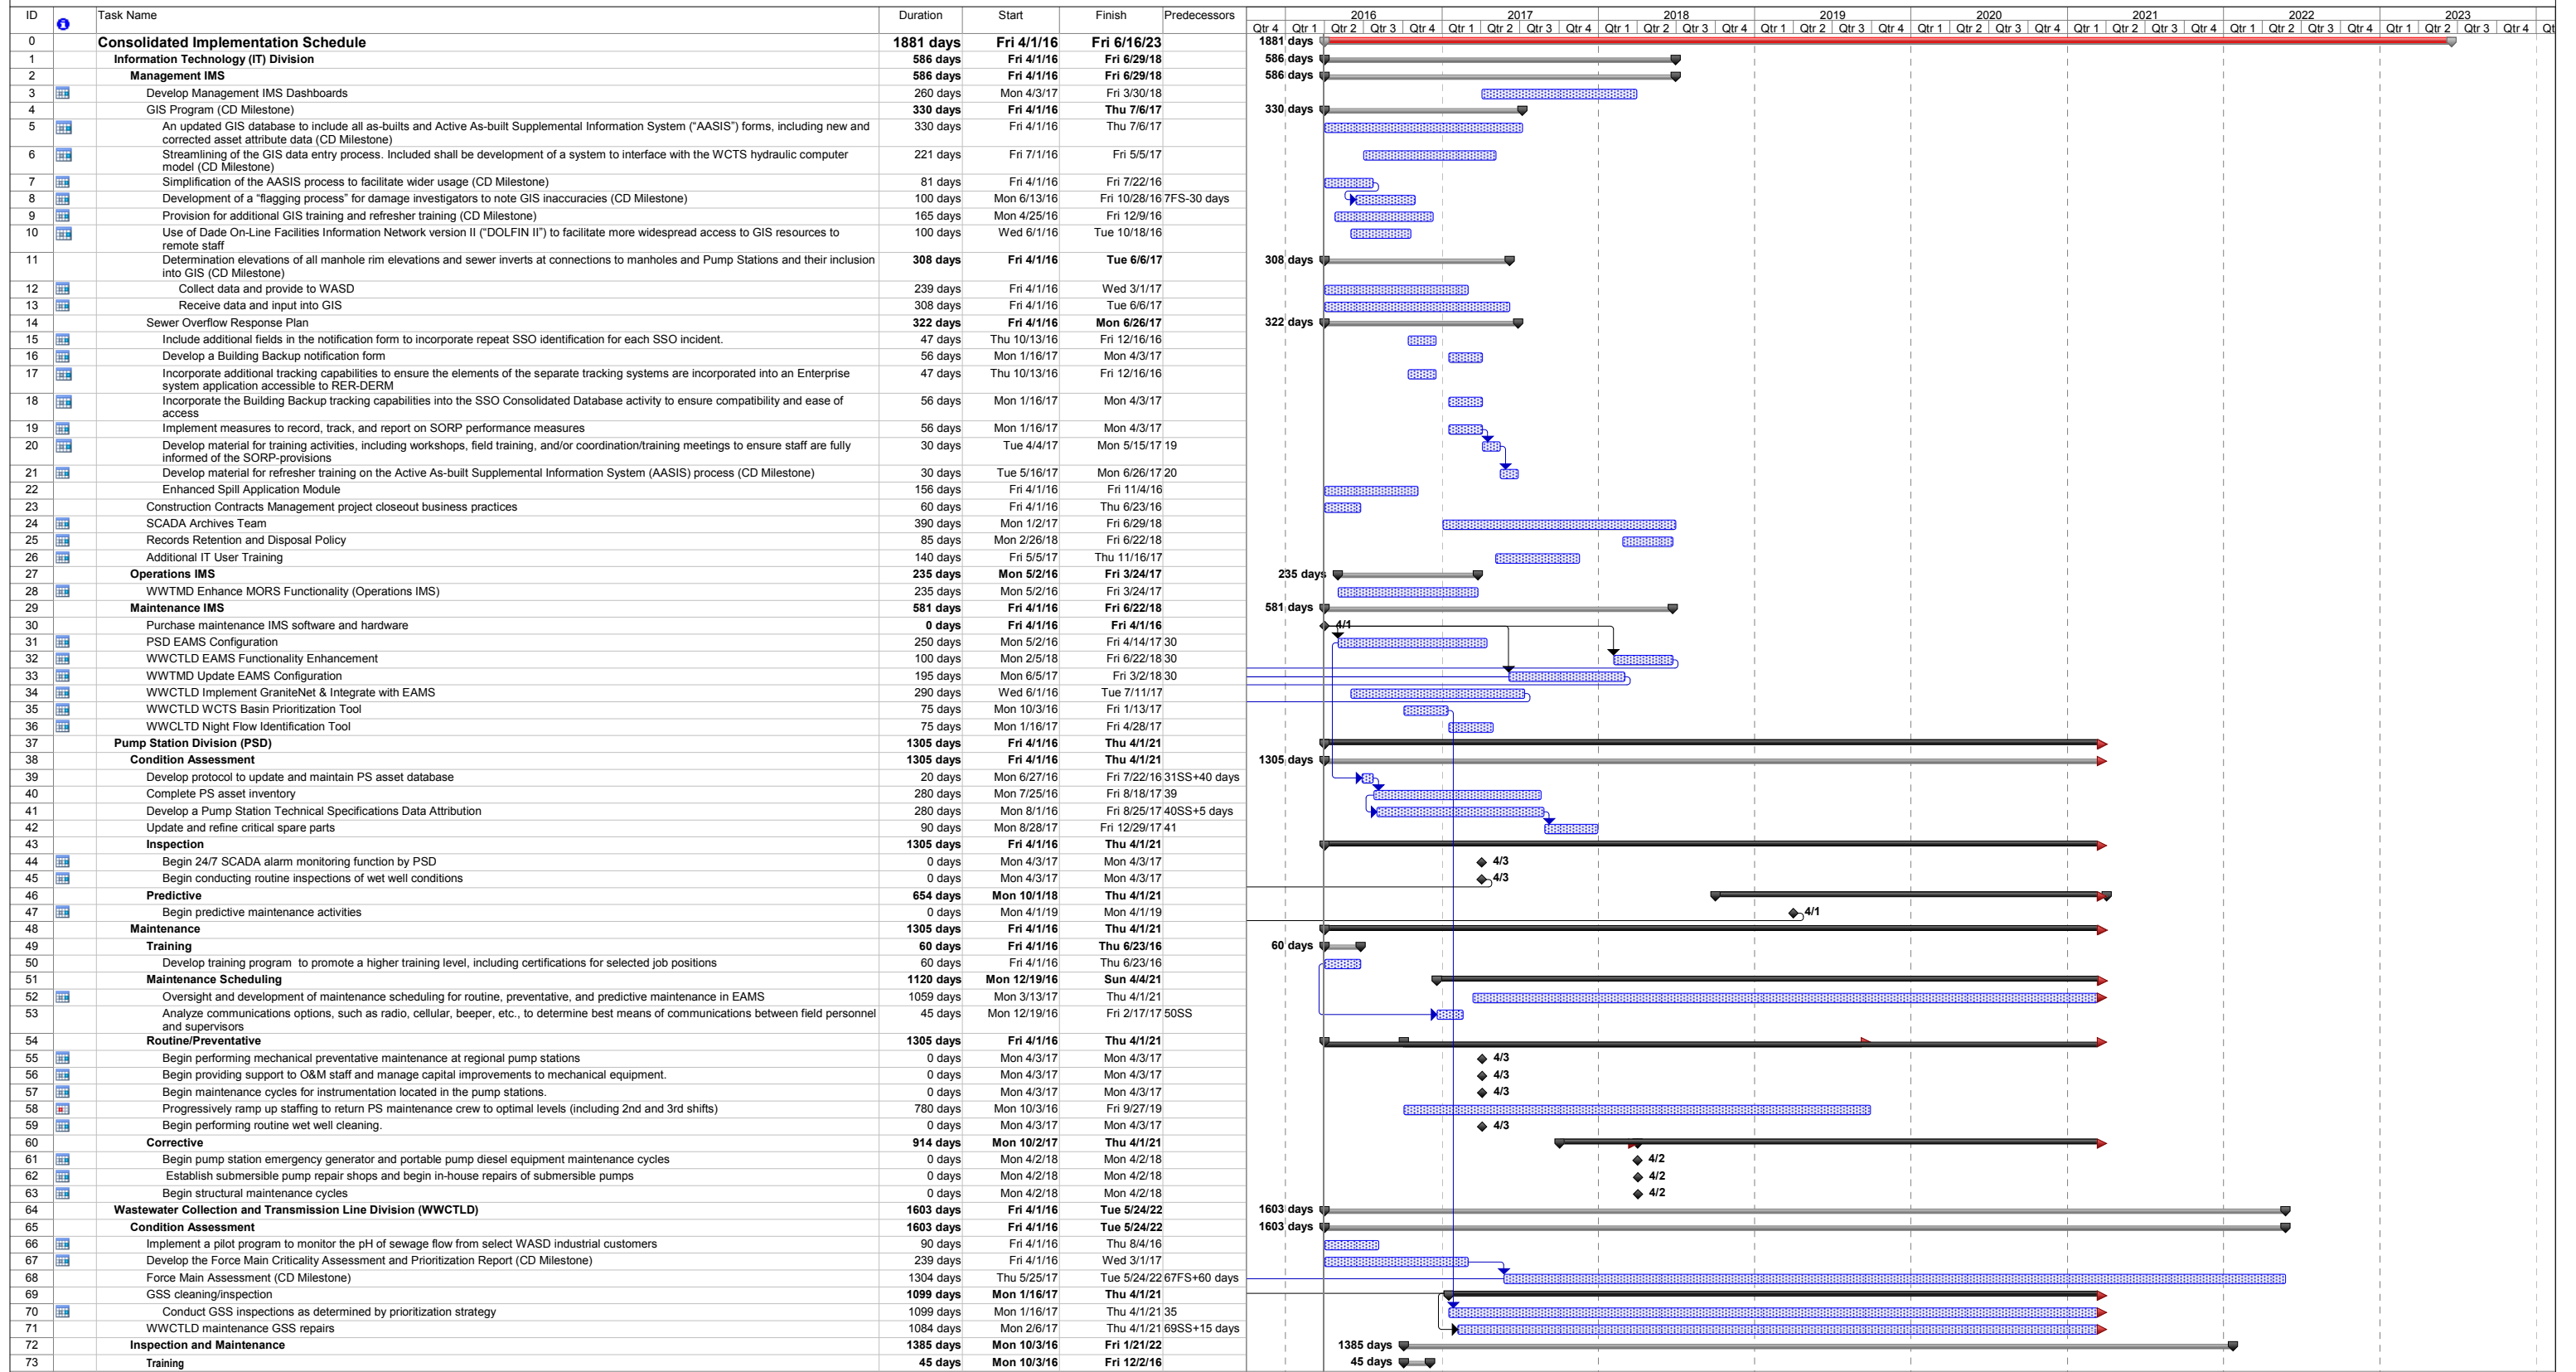 ID Task Name Duration Start Finish Predecessors 2016 2017 2018 2019 2020 2021 2022 2023
Qtr 4 Qtr 1 Qtr 2 Qtr 3 Qtr 4 Qtr 1 Qtr 2 Qtr 3 Qtr 4 Qtr 1 Qtr 2 Qtr 3 Qtr 4 Qtr 1 Qtr 2 Qtr 3 Qtr 4 Qtr 1 Qtr 2 Qtr 3 Qtr 4 Qtr 1 Qtr 2 Qtr 3 Qtr 4 Qtr 1 Qtr 2 Qtr 3 Qtr 4 Qtr 1 Qtr 2 Qtr 3 Qtr 4 Qt
0 Consolidated Implementation Schedule 1881 days Fri 4/1/16 Fri 6/16/23 1881 days
1 Information Technology (IT) Division 586 days Fri 4/1/16 Fri 6/29/18 586 days
2 Management IMS 586 days Fri 4/1/16 Fri 6/29/18 586 days
3 Develop Management IMS Dashboards 260 days Mon 4/3/17 Fri 3/30/18
4 GIS Program (CD Milestone) 330 days Fri 4/1/16 Thu 7/6/17 330 days
5 An updated GIS database to include all as-builts and Active As-built Supplemental Information System (“AASIS”) forms, including new and 330 days Fri 4/1/16 Thu 7/6/17
corrected asset attribute data (CD Milestone)
6 Streamlining of the GIS data entry process. Included shall be development of a system to interface with the WCTS hydraulic computer 221 days Fri 7/1/16 Fri 5/5/17
model (CD Milestone)
7 Simplification of the AASIS process to facilitate wider usage (CD Milestone) 81 days Fri 4/1/16 Fri 7/22/16
8 Development of a “flagging process” for damage investigators to note GIS inaccuracies (CD Milestone) 100 days Mon 6/13/16 Fri 10/28/16 7FS-30 days
9 Provision for additional GIS training and refresher training (CD Milestone) 165 days Mon 4/25/16 Fri 12/9/16
10 Use of Dade On-Line Facilities Information Network version II (“DOLFIN II”) to facilitate more widespread access to GIS resources to 100 days Wed 6/1/16 Tue 10/18/16
remote staff
11 Determination elevations of all manhole rim elevations and sewer inverts at connections to manholes and Pump Stations and their inclusion 308 days Fri 4/1/16 Tue 6/6/17 308 days
into GIS (CD Milestone)
12 Collect data and provide to WASD 239 days Fri 4/1/16 Wed 3/1/17
13 Receive data and input into GIS 308 days Fri 4/1/16 Tue 6/6/17
14 Sewer Overflow Response Plan 322 days Fri 4/1/16 Mon 6/26/17 322 days
15 Include additional fields in the notification form to incorporate repeat SSO identification for each SSO incident. 47 days Thu 10/13/16 Fri 12/16/16
16 Develop a Building Backup notification form 56 days Mon 1/16/17 Mon 4/3/17
17 Incorporate additional tracking capabilities to ensure the elements of the separate tracking systems are incorporated into an Enterprise 47 days Thu 10/13/16 Fri 12/16/16
system application accessible to RER-DERM
18 Incorporate the Building Backup tracking capabilities into the SSO Consolidated Database activity to ensure compatibility and ease of 56 days Mon 1/16/17 Mon 4/3/17
access
19 Implement measures to record, track, and report on SORP performance measures 56 days Mon 1/16/17 Mon 4/3/17
20 Develop material for training activities, including workshops, field training, and/or coordination/training meetings to ensure staff are fully 30 days Tue 4/4/17 Mon 5/15/17 19
informed of the SORP-provisions
21 Develop material for refresher training on the Active As-built Supplemental Information System (AASIS) process (CD Milestone) 30 days Tue 5/16/17 Mon 6/26/17 20
22 Enhanced Spill Application Module 156 days Fri 4/1/16 Fri 11/4/16
23 Construction Contracts Management project closeout business practices 60 days Fri 4/1/16 Thu 6/23/16
24 SCADA Archives Team 390 days Mon 1/2/17 Fri 6/29/18
25 Records Retention and Disposal Policy 85 days Mon 2/26/18 Fri 6/22/18
26 Additional IT User Training 140 days Fri 5/5/17 Thu 11/16/17
27 Operations IMS 235 days Mon 5/2/16 Fri 3/24/17 235 days
28 WWTMD Enhance MORS Functionality (Operations IMS) 235 days Mon 5/2/16 Fri 3/24/17
29 Maintenance IMS 581 days Fri 4/1/16 Fri 6/22/18 581 days
30 Purchase maintenance IMS software and hardware 0 days Fri 4/1/16 Fri 4/1/16 4/1
31 PSD EAMS Configuration 250 days Mon 5/2/16 Fri 4/14/17 30
32 WWCTLD EAMS Functionality Enhancement 100 days Mon 2/5/18 Fri 6/22/18 30
33 WWTMD Update EAMS Configuration 195 days Mon 6/5/17 Fri 3/2/18 30
34 WWCTLD Implement GraniteNet & Integrate with EAMS 290 days Wed 6/1/16 Tue 7/11/17
35 WWCTLD WCTS Basin Prioritization Tool 75 days Mon 10/3/16 Fri 1/13/17
36 WWCLTD Night Flow Identification Tool 75 days Mon 1/16/17 Fri 4/28/17
37 Pump Station Division (PSD) 1305 days Fri 4/1/16 Thu 4/1/21
38 Condition Assessment 1305 days Fri 4/1/16 Thu 4/1/21 1305 days
39 Develop protocol to update and maintain PS asset database 20 days Mon 6/27/16 Fri 7/22/16 31SS+40 days
40 Complete PS asset inventory 280 days Mon 7/25/16 Fri 8/18/17 39
41 Develop a Pump Station Technical Specifications Data Attribution 280 days Mon 8/1/16 Fri 8/25/17 40SS+5 days
42 Update and refine critical spare parts 90 days Mon 8/28/17 Fri 12/29/17 41
43 Inspection 1305 days Fri 4/1/16 Thu 4/1/21
44 Begin 24/7 SCADA alarm monitoring function by PSD 0 days Mon 4/3/17 Mon 4/3/17 4/3
45 Begin conducting routine inspections of wet well conditions 0 days Mon 4/3/17 Mon 4/3/17 4/3
46 Predictive 654 days Mon 10/1/18 Thu 4/1/21
47 Begin predictive maintenance activities 0 days Mon 4/1/19 Mon 4/1/19 4/1
48 Maintenance 1305 days Fri 4/1/16 Thu 4/1/21
49 Training 60 days Fri 4/1/16 Thu 6/23/16 60 days
50 Develop training program to promote a higher training level, including certifications for selected job positions 60 days Fri 4/1/16 Thu 6/23/16
51 Maintenance Scheduling 1120 days Mon 12/19/16 Sun 4/4/21
52 Oversight and development of maintenance scheduling for routine, preventative, and predictive maintenance in EAMS 1059 days Mon 3/13/17 Thu 4/1/21
53 Analyze communications options, such as radio, cellular, beeper, etc., to determine best means of communications between field personnel 45 days Mon 12/19/16 Fri 2/17/17 50SS
and supervisors
54 Routine/Preventative 1305 days Fri 4/1/16 Thu 4/1/21
55 Begin performing mechanical preventative maintenance at regional pump stations 0 days Mon 4/3/17 Mon 4/3/17 4/3
56 Begin providing support to O&M staff and manage capital improvements to mechanical equipment. 0 days Mon 4/3/17 Mon 4/3/17 4/3
57 Begin maintenance cycles for instrumentation located in the pump stations. 0 days Mon 4/3/17 Mon 4/3/17 4/3
58 Progressively ramp up staffing to return PS maintenance crew to optimal levels (including 2nd and 3rd shifts) 780 days Mon 10/3/16 Fri 9/27/19
59 Begin performing routine wet well cleaning. 0 days Mon 4/3/17 Mon 4/3/17 4/3
60 Corrective 914 days Mon 10/2/17 Thu 4/1/21
61 Begin pump station emergency generator and portable pump diesel equipment maintenance cycles 0 days Mon 4/2/18 Mon 4/2/18 4/2
62 Establish submersible pump repair shops and begin in-house repairs of submersible pumps 0 days Mon 4/2/18 Mon 4/2/18 4/2
63 Begin structural maintenance cycles 0 days Mon 4/2/18 Mon 4/2/18 4/2
64 Wastewater Collection and Transmission Line Division (WWCTLD) 1603 days Fri 4/1/16 Tue 5/24/22 1603 days
65 Condition Assessment 1603 days Fri 4/1/16 Tue 5/24/22 1603 days
66 Implement a pilot program to monitor the pH of sewage flow from select WASD industrial customers 90 days Fri 4/1/16 Thu 8/4/16
67 Develop the Force Main Criticality Assessment and Prioritization Report (CD Milestone) 239 days Fri 4/1/16 Wed 3/1/17
68 Force Main Assessment (CD Milestone) 1304 days Thu 5/25/17 Tue 5/24/22 67FS+60 days
69 GSS cleaning/inspection 1099 days Mon 1/16/17 Thu 4/1/21
70 Conduct GSS inspections as determined by prioritization strategy 1099 days Mon 1/16/17 Thu 4/1/21 35
71 WWCTLD maintenance GSS repairs 1084 days Mon 2/6/17 Thu 4/1/21 69SS+15 days
72 Inspection and Maintenance 1385 days Mon 10/3/16 Fri 1/21/22 1385 days
73 Training 45 days Mon 10/3/16 Fri 12/2/16 45 days